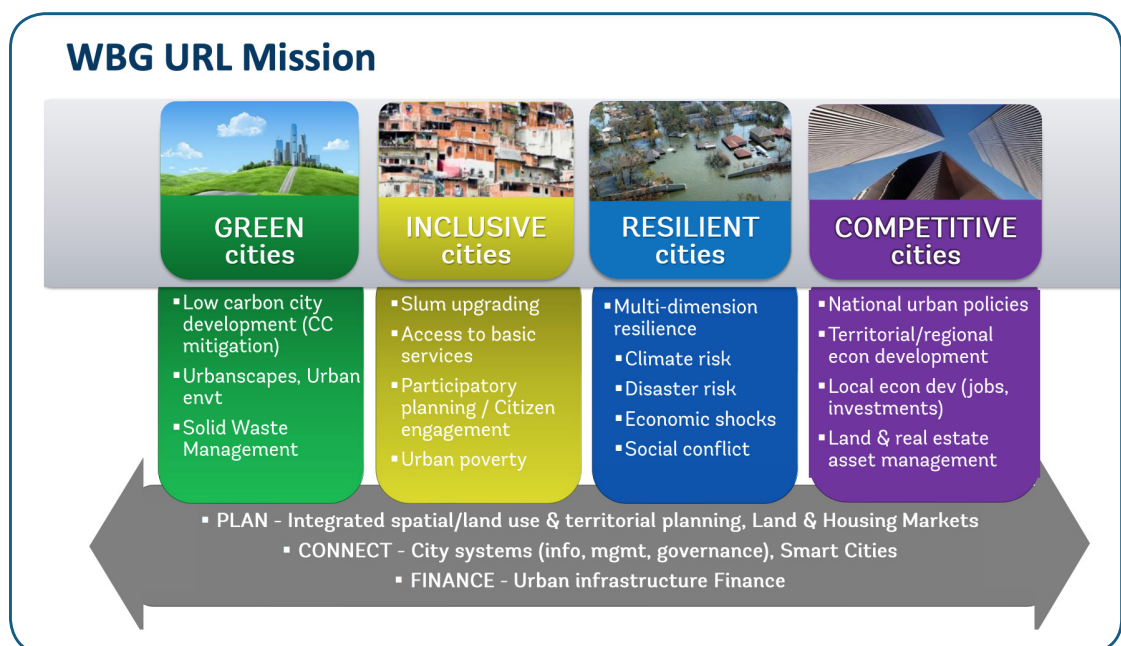 WBG URL Mission
GREEN
cities
INCLUSIVE
cities
RESILIENT
cities
COMPETITIVE
cities
▪Low carbon city
development (CC
mitigation)
▪Urbanscapes, Urban
envt
▪Solid Waste
Management
▪Slum upgrading
▪Access to basic
services
▪Participatory
planning / Citizen
engagement
▪Urban poverty
▪Multi-dimension
resilience
▪Climate risk
▪Disaster risk
▪Economic shocks
▪Social conflict
▪National urban policies
▪Territorial/regional
econ development
▪Local econ dev (jobs,
investments)
▪Land & real estate
asset management
▪ PLAN - Integrated spatial/land use & territorial planning, Land & Housing Markets
▪ CONNECT - City systems (info, mgmt, governance), Smart Cities
▪ FINANCE - Urban infrastructure Finance